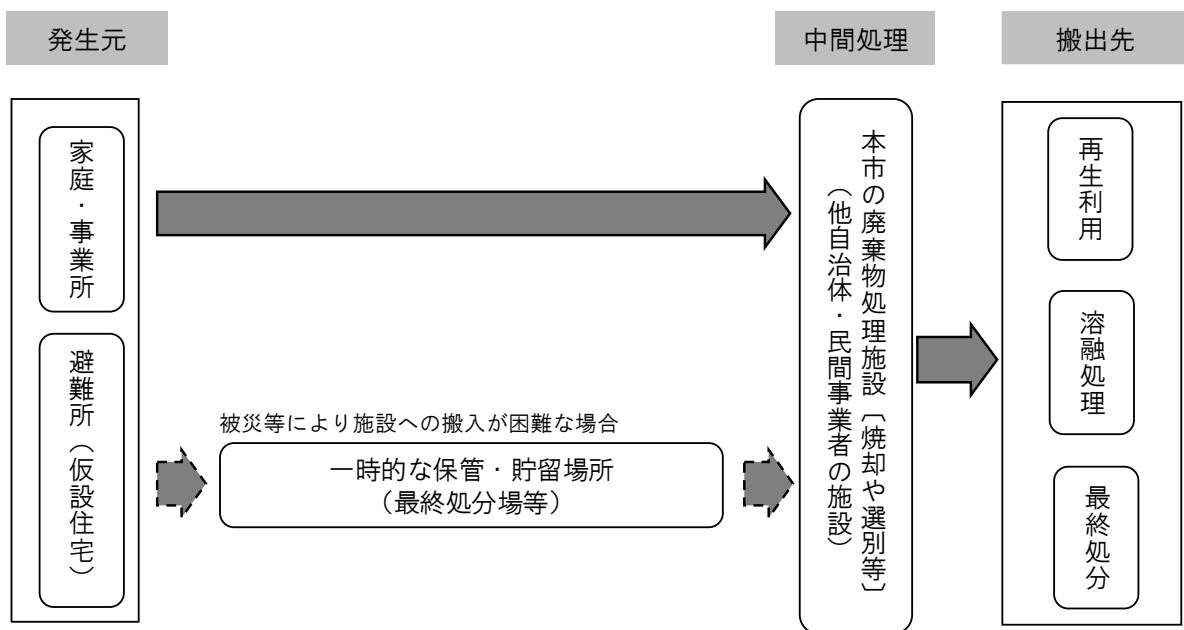 発生元
中間処理
搬出先
家庭・事業所
避難所（仮設住宅）
被災等により施設への搬入が困難な場合
一時的な保管・貯留場所
（最終処分場等）
本市の廃棄物処理施設〔焼却や選別等〕
（他自治体・民間事業者の施設）
再生利用
溶融処理
最終処分